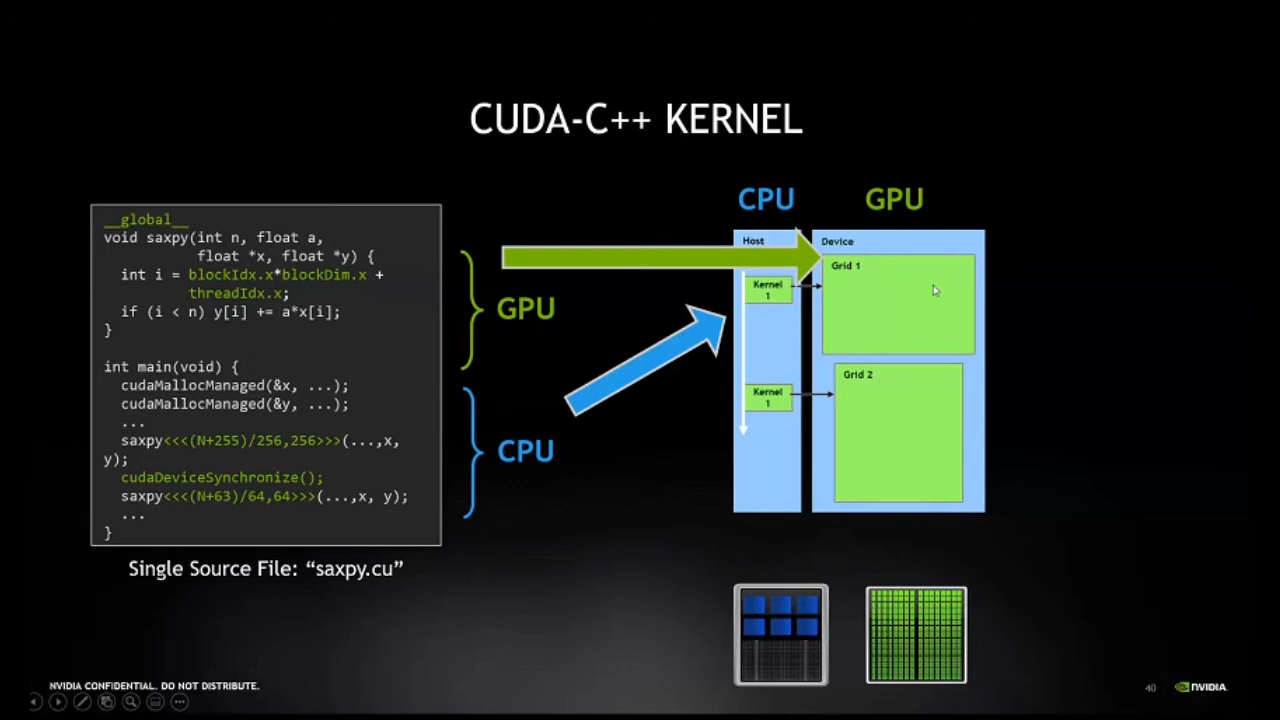 CUDA-C++ KERNEL
__global__
void saxpy(int n, float a,
float *x, float *y) {
int i = blockIdx.x*blockDim.x +
threadIdx.x;
if (i < n) y[i] += a*x[i];
}
int main(void) {
cudaMallocManaged(&x, ...);
cudaMallocManaged(&y, ...);
...
saxpy<<<(N+255)/256,256>>>(...,x,
y);
cudaDeviceSynchronize();
saxpy<<<(N+63)/64,64>>>(...,x, y);
...
}
Single Source File: “saxpy.cu”
GPU
CPU
CPU
GPU
Host
Device
Grid 1
Kernel
1
Grid 2
Kernel
1
NVIDIA CONFIDENTIAL. DO NOT DISTRIBUTE.
40
NVIDIA.